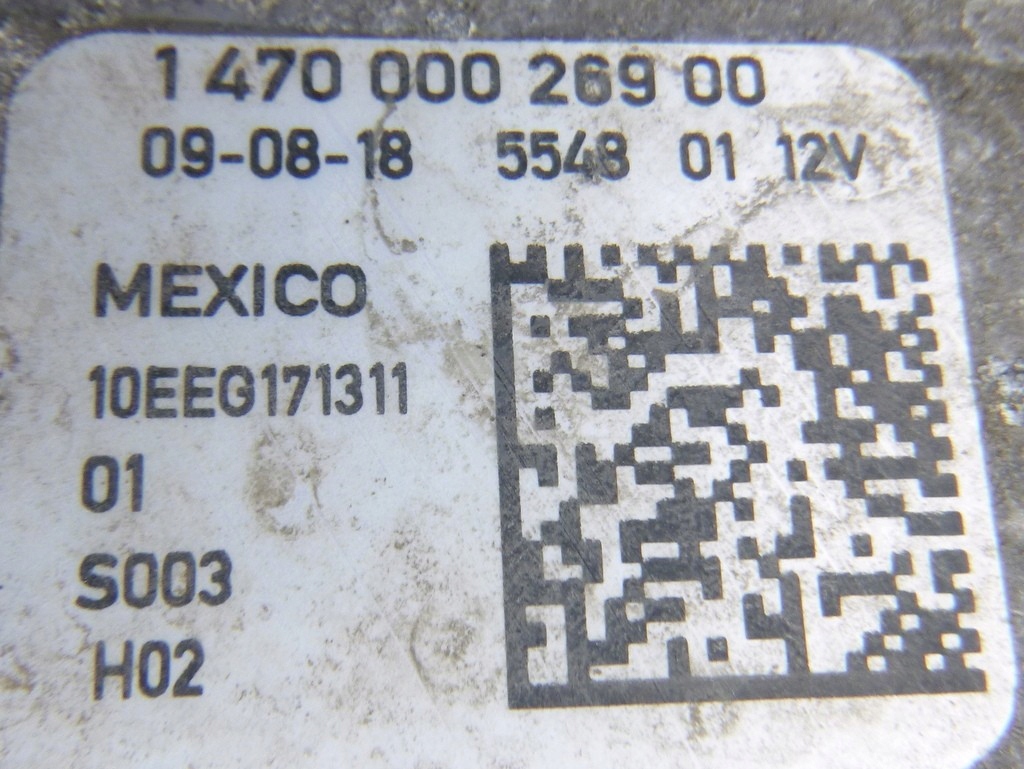 1 470 000 269 00
09-08-18 5548 01 12V
MEXICO
10EEG171311
01
S003
H02